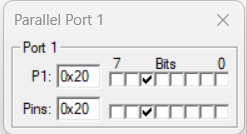 Parallel Port 1
Port 1
7 Bits 0
P1: 0x20
Pins: 0x20